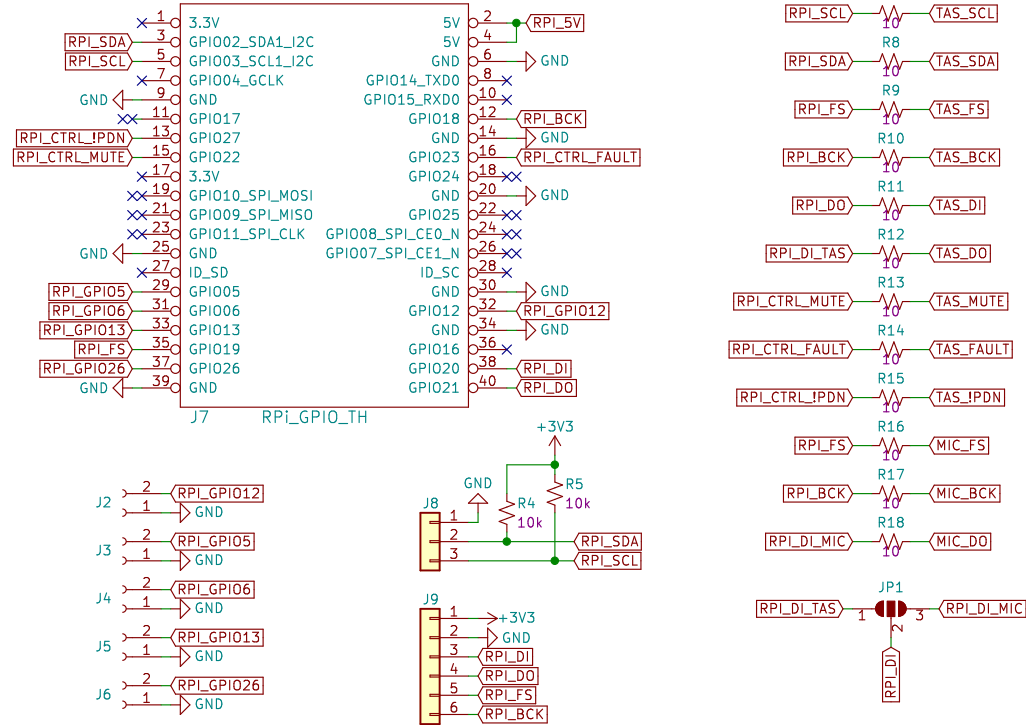 1 3.3V 5V 2 RPI_5V
RPI_SDA 3 GPIO02_SDA1_I2C 5V 4
RPI_SCL 5 GPIO03_SCL1_I2C GND 6 GND
7 GPIO04_GCLK GPIO14_TXD0 8
GND 9 GND GPIO15_RXD0 10
11 GPIO17 GPIO18 12 RPI_BCK
RPI_CTRL_!PDN 13 GPIO27 GND 14 GND
RPI_CTRL_MUTE 15 GPIO22 GPIO23 16 RPI_CTRL_FAULT
17 3.3V GPIO24 18
19 GPIO10_SPI_MOSI GND 20 GND
21 GPIO09_SPI_MISO GPIO25 22
23 GPIO11_SPI_CLK GPIO08_SPI_CE0_N 24
GND 25 GND GPIO07_SPI_CE1_N 26
27 ID_SD ID_SC 28
RPI_GPIO5 29 GPIO05 GND 30 GND
RPI_GPIO6 31 GPIO06 GPIO12 32 RPI_GPIO12
RPI_GPIO13 33 GPIO13 GND 34 GND
RPI_FS 35 GPIO19 GPIO16 36
RPI_GPIO26 37 GPIO26 GPIO20 38 RPI_DI
GND 39 GND GPIO21 40 RPI_DO
J7 RPi_GPIO_TH
J2 2 RPI_GPIO12
1 GND
J3 2 RPI_GPIO5
1 GND
J4 2 RPI_GPIO6
1 GND
J5 2 RPI_GPIO13
1 GND
J6 2 RPI_GPIO26
1 GND
+3V3
GND
R4 10k
R5 10k
J8
1
2 RPI_SDA
3 RPI_SCL
J9
1 +3V3
2 GND
3 RPI_DI
4 RPI_DO
5 RPI_FS
6 RPI_BCK
RPI_SCL 10 TAS_SCL
R8
RPI_SDA 10 TAS_SDA
R9
RPI_FS 10 TAS_FS
R10
RPI_BCK 10 TAS_BCK
R11
RPI_DO 10 TAS_DI
R12
RPI_DI_TAS 10 TAS_DO
R13
RPI_CTRL_MUTE 10 TAS_MUTE
R14
RPI_CTRL_FAULT 10 TAS_FAULT
R15
RPI_CTRL_!PDN 10 TAS_!PDN
R16
RPI_FS 10 MIC_FS
R17
RPI_BCK 10 MIC_BCK
R18
RPI_DI_MIC 10 MIC_DO
JP1
RPI_DI_TAS 1 3 RPI_DI_MIC
2
RPI_DI